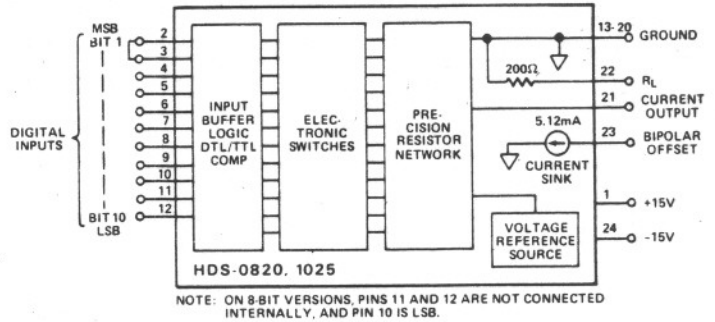 MSB
BIT 1
2
3
4
5
6
7
8
9
10
11
12
DIGITAL
INPUTS
BIT 10
LSB
INPUT
BUFFER
LOGIC
DTL/TTL
COMP
ELEC-
TRONIC
SWITCHES
PRE-
CISION
RESISTOR
NETWORK
200Ω
5.12mA
CURRENT
SINK
VOLTAGE
REFERENCE
SOURCE
13-20
GROUND
22
RL
21
CURRENT
OUTPUT
23
BIPOLAR
OFFSET
1
+15V
24
-15V
HDS-0820, 1025
NOTE: ON 8-BIT VERSIONS, PINS 11 AND 12 ARE NOT CONNECTED
INTERNALLY, AND PIN 10 IS LSB.